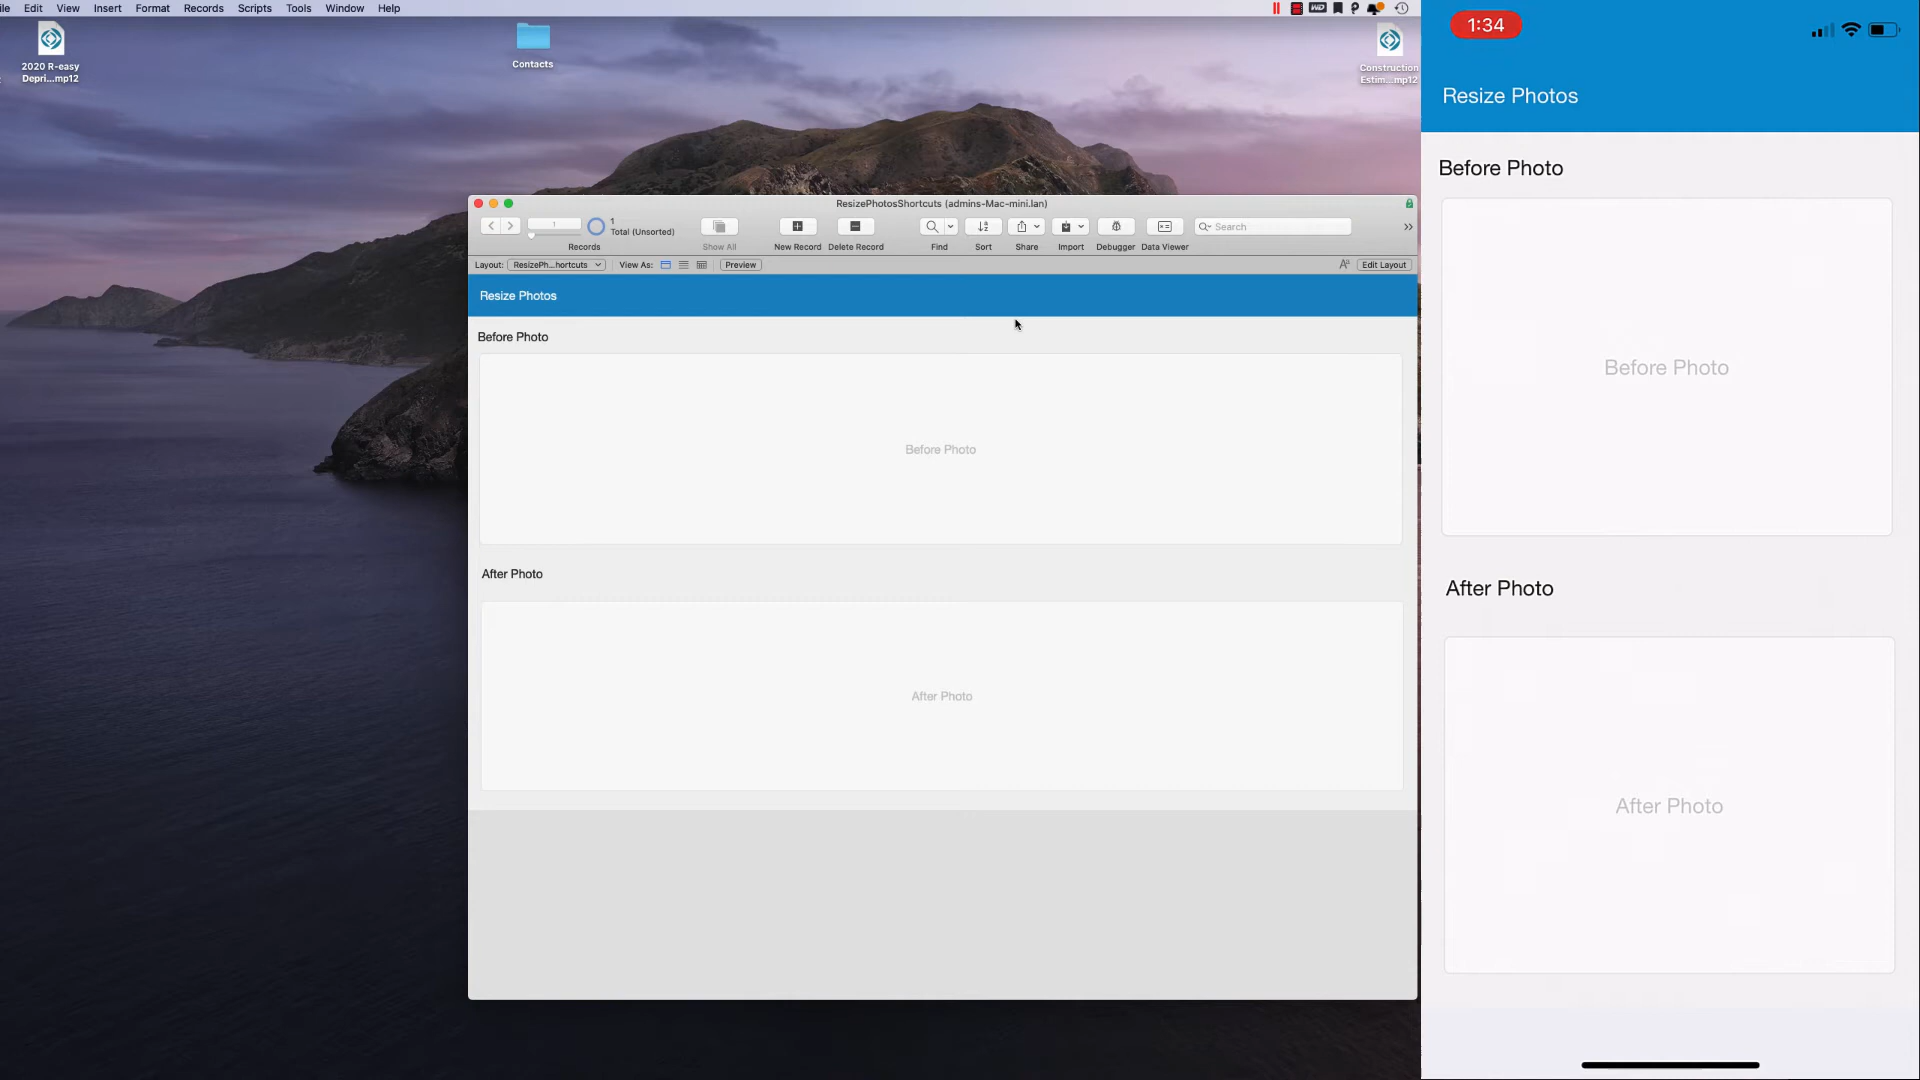 ile Edit View Insert Format Records Scripts Tools Window Help
2020 R-easy
Depri...mp12
Contacts
Construction
Estim...mp12
ResizePhotosShortcuts (admins-Mac-mini.lan)
1
1
Total (Unsorted)
Search
Records Show All New Record Delete Record Find Sort Share Import Debugger Data Viewer
Layout: ResizePh...hortcuts View As: Preview Edit Layout
Resize Photos
Before Photo
Before Photo
After Photo
After Photo
1:34
Resize Photos
Before Photo
Before Photo
After Photo
After Photo